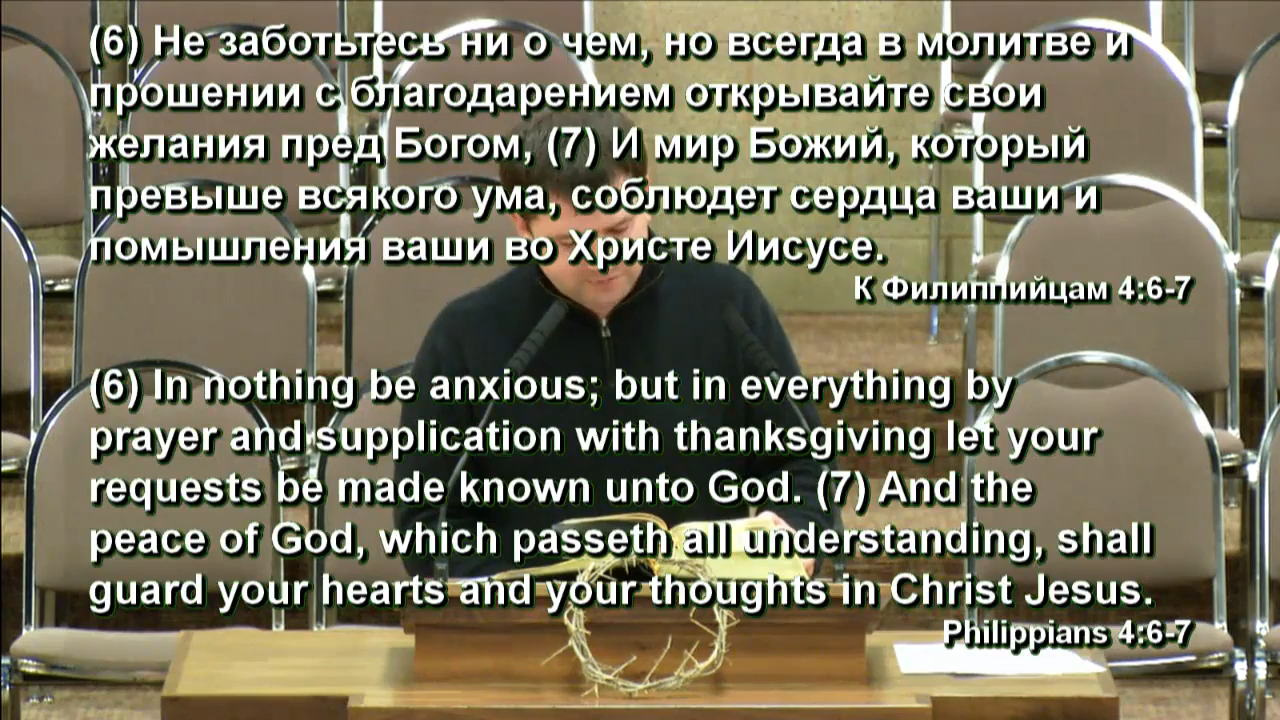 (6) Не заботьтесь ни о чем, но всегда в молитве и
прошении с благодарением открывайте свои
желания пред Богом, (7) И мир Божий, который
превыше всякого ума, соблюдет сердца ваши и
помышления ваши во Христе Иисусе.
К Филиппийцам 4:6-7
(6) In nothing be anxious; but in everything by
prayer and supplication with thanksgiving let your
requests be made known unto God. (7) And the
peace of God, which passeth all understanding, shall
guard your hearts and your thoughts in Christ Jesus.
Philippians 4:6-7